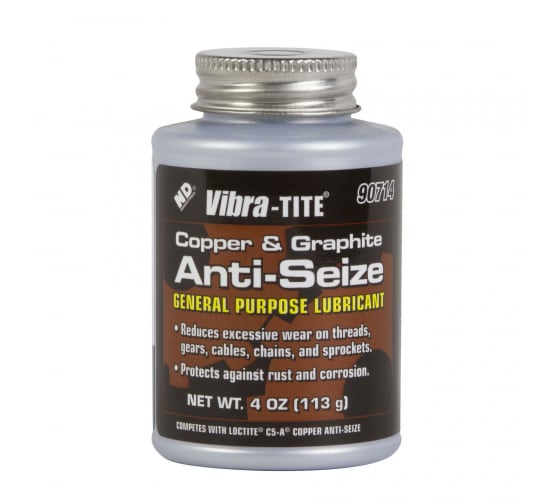 ND
Vibra-TITE®
90714
Copper & Graphite
Anti-Seize
GENERAL PURPOSE LUBRICANT
• Reduces excessive wear on threads,
gears, cables, chains, and sprockets.
• Protects against rust and corrosion.
NET WT. 4 OZ (113 g)
COMPETES WITH LOCTITE® C5-A® COPPER ANTI-SEIZE